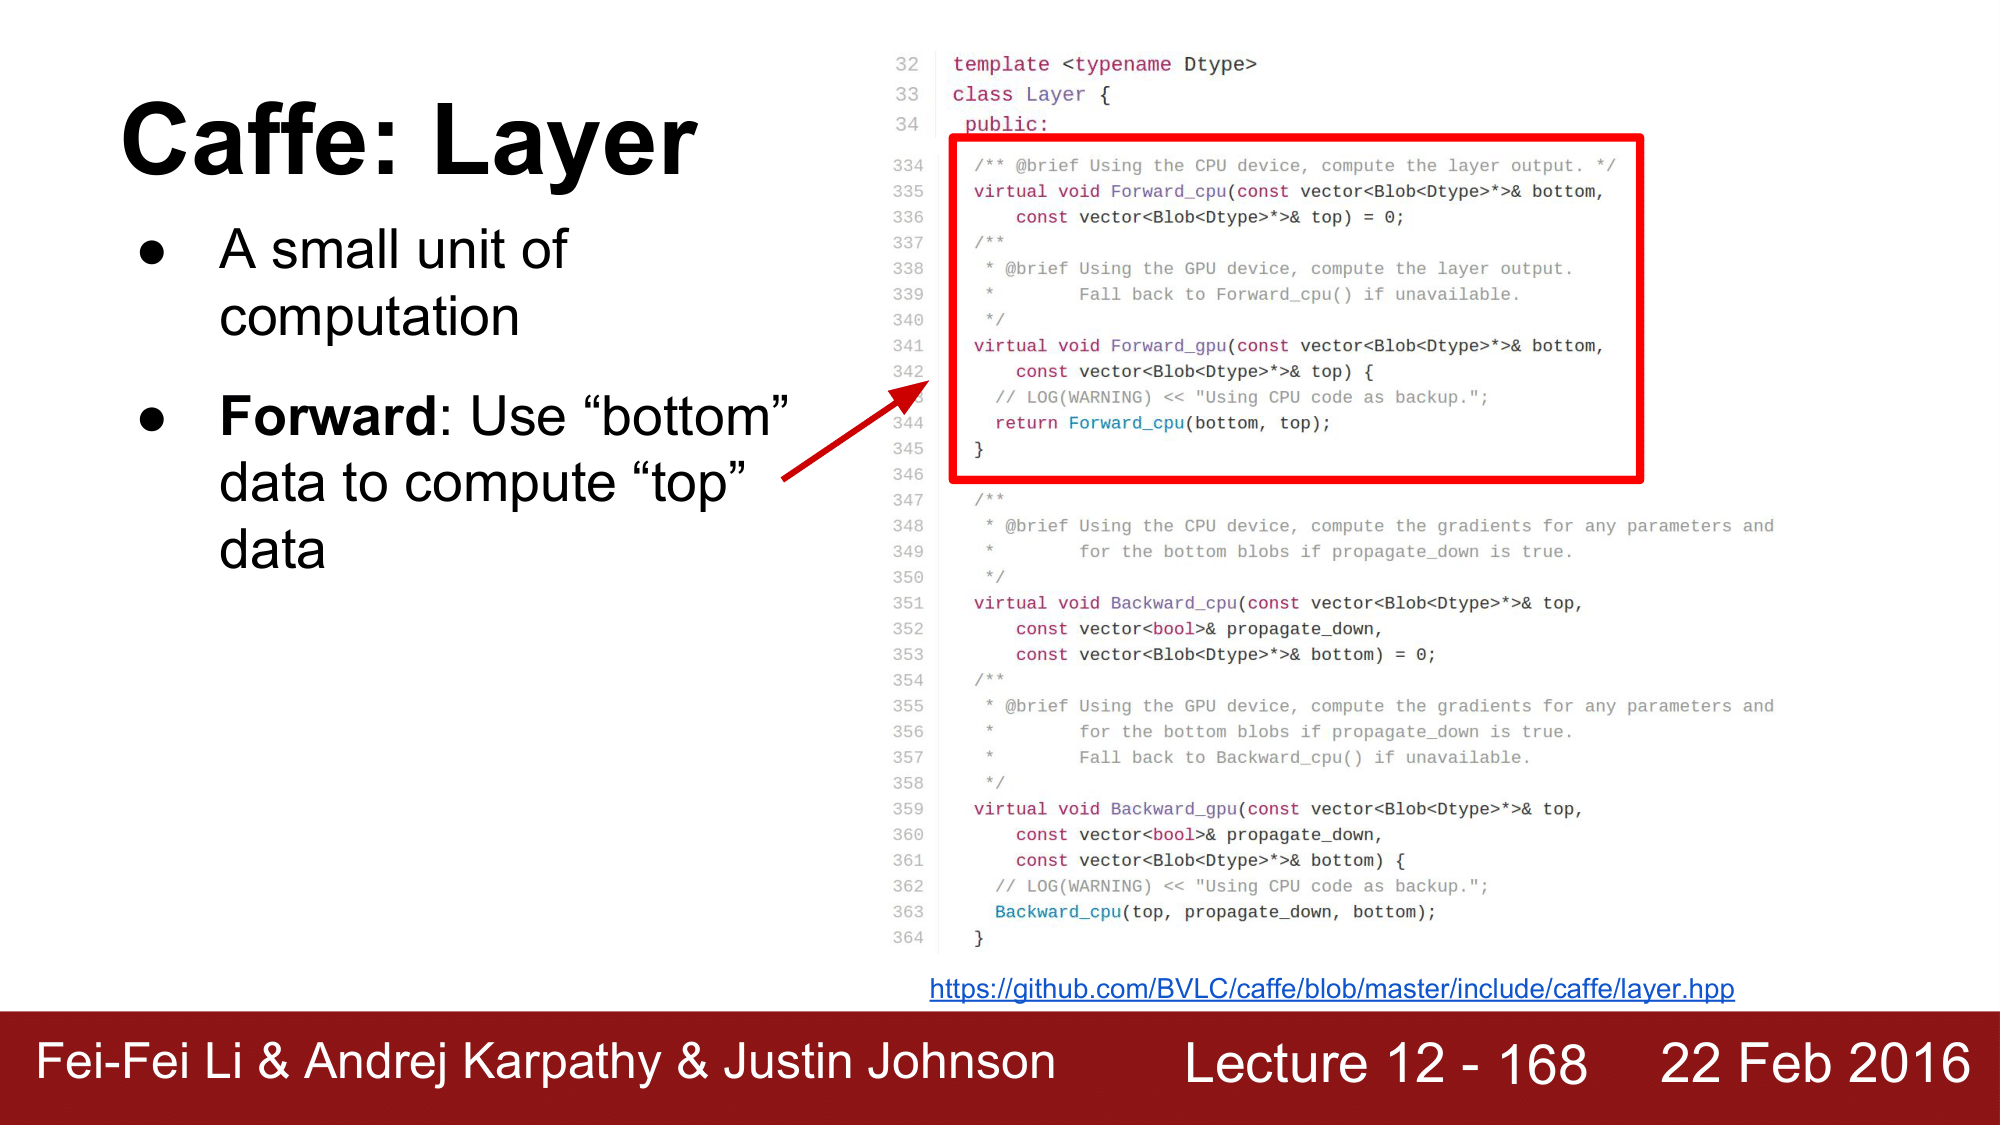 Caffe: Layer
● A small unit of
computation
● Forward: Use “bottom”
data to compute “top”
data
32 template <typename Dtype>
33 class Layer {
34 public:
334 /** @brief Using the CPU device, compute the layer output. */
335 virtual void Forward_cpu(const vector<Blob<Dtype>*>& bottom,
336 const vector<Blob<Dtype>*>& top) = 0;
337 /**
338 * @brief Using the GPU device, compute the layer output.
339 * Fall back to Forward_cpu() if unavailable.
340 */
341 virtual void Forward_gpu(const vector<Blob<Dtype>*>& bottom,
342 const vector<Blob<Dtype>*>& top) {
// LOG(WARNING) << "Using CPU code as backup.";
344 return Forward_cpu(bottom, top);
345 }
346
347 /**
348 * @brief Using the CPU device, compute the gradients for any parameters and
349 * for the bottom blobs if propagate_down is true.
350 */
351 virtual void Backward_cpu(const vector<Blob<Dtype>*>& top,
352 const vector<bool>& propagate_down,
353 const vector<Blob<Dtype>*>& bottom) = 0;
354 /**
355 * @brief Using the GPU device, compute the gradients for any parameters and
356 * for the bottom blobs if propagate_down is true.
357 * Fall back to Backward_cpu() if unavailable.
358 */
359 virtual void Backward_gpu(const vector<Blob<Dtype>*>& top,
360 const vector<bool>& propagate_down,
361 const vector<Blob<Dtype>*>& bottom) {
362 // LOG(WARNING) << "Using CPU code as backup.";
363 Backward_cpu(top, propagate_down, bottom);
364 }
https://github.com/BVLC/caffe/blob/master/include/caffe/layer.hpp
Fei-Fei Li & Andrej Karpathy & Justin Johnson Lecture 12 - 168 22 Feb 2016